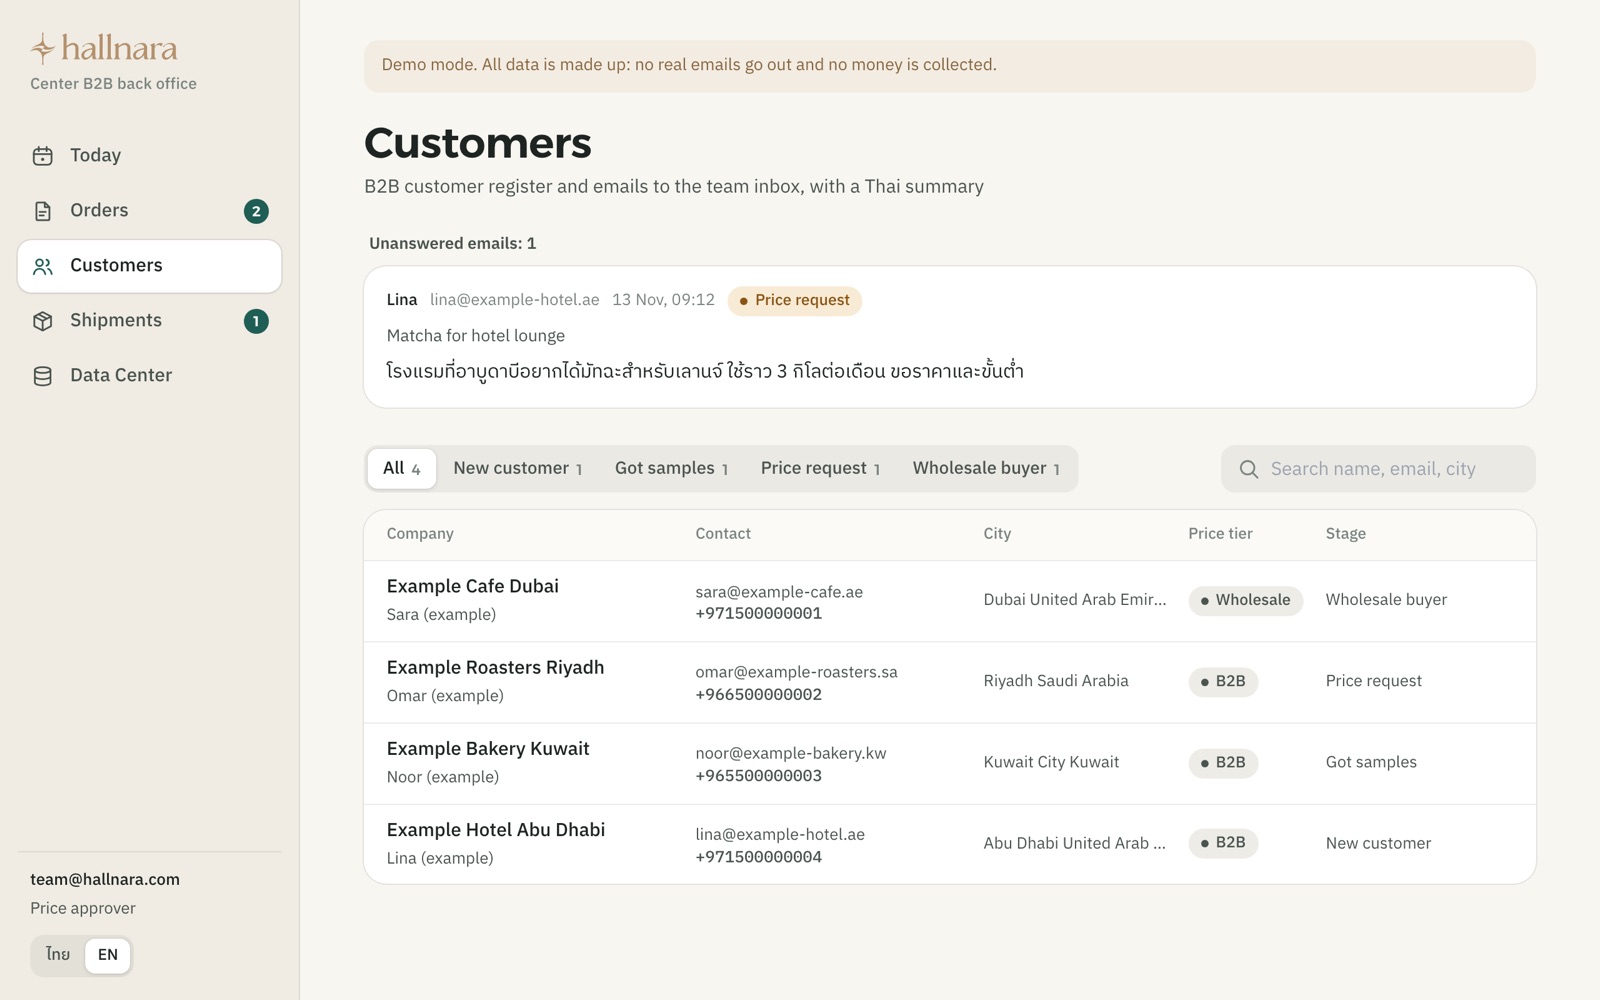 hallnara
Center B2B back office
Today
Orders 2
Customers
Shipments 1
Data Center
team@hallnara.com
Price approver
ไทย EN
Demo mode. All data is made up: no real emails go out and no money is collected.
Customers
B2B customer register and emails to the team inbox, with a Thai summary
Unanswered emails: 1
Lina lina@example-hotel.ae 13 Nov, 09:12 Price request
Matcha for hotel lounge
โรงแรมที่อาบูดาบีอยากได้มัทฉะสำหรับเลานจ์ ใช้ราว 3 กิโลต่อเดือน ขอราคาและขั้นต่ำ
All 4 New customer 1 Got samples 1 Price request 1 Wholesale buyer 1 Search name, email, city
Company Contact City Price tier Stage
Example Cafe Dubai
Sara (example)
sara@example-cafe.ae
+971500000001
Dubai United Arab Emir...
Wholesale
Wholesale buyer
Example Roasters Riyadh
Omar (example)
omar@example-roasters.sa
+966500000002
Riyadh Saudi Arabia
B2B
Price request
Example Bakery Kuwait
Noor (example)
noor@example-bakery.kw
+965500000003
Kuwait City Kuwait
B2B
Got samples
Example Hotel Abu Dhabi
Lina (example)
lina@example-hotel.ae
+971500000004
Abu Dhabi United Arab ...
B2B
New customer